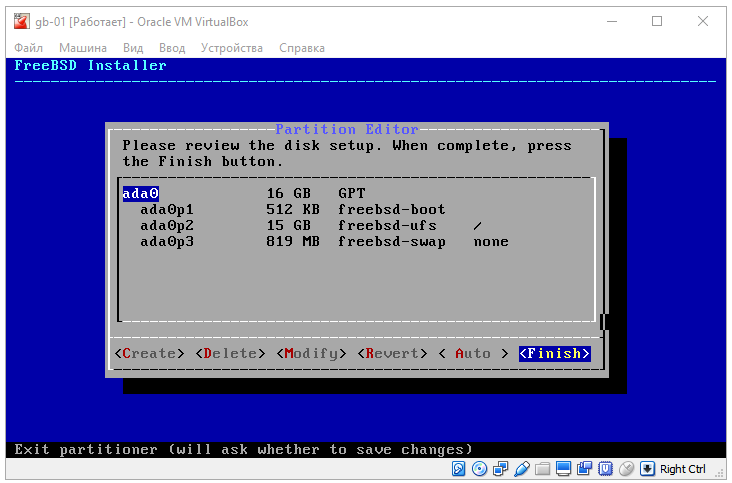 gb-01 [Работает] - Oracle VM VirtualBox
Файл Машина Вид Ввод Устройства Справка
FreeBSD Installer
Partition Editor
Please review the disk setup. When complete, press
the Finish button.
ada0 16 GB GPT
ada0p1 512 KB freebsd-boot
ada0p2 15 GB freebsd-ufs /
ada0p3 819 MB freebsd-swap none
<Create> <Delete> <Modify> <Revert> < Auto > <Finish>
Exit partitioner (will ask whether to save changes)
Right Ctrl